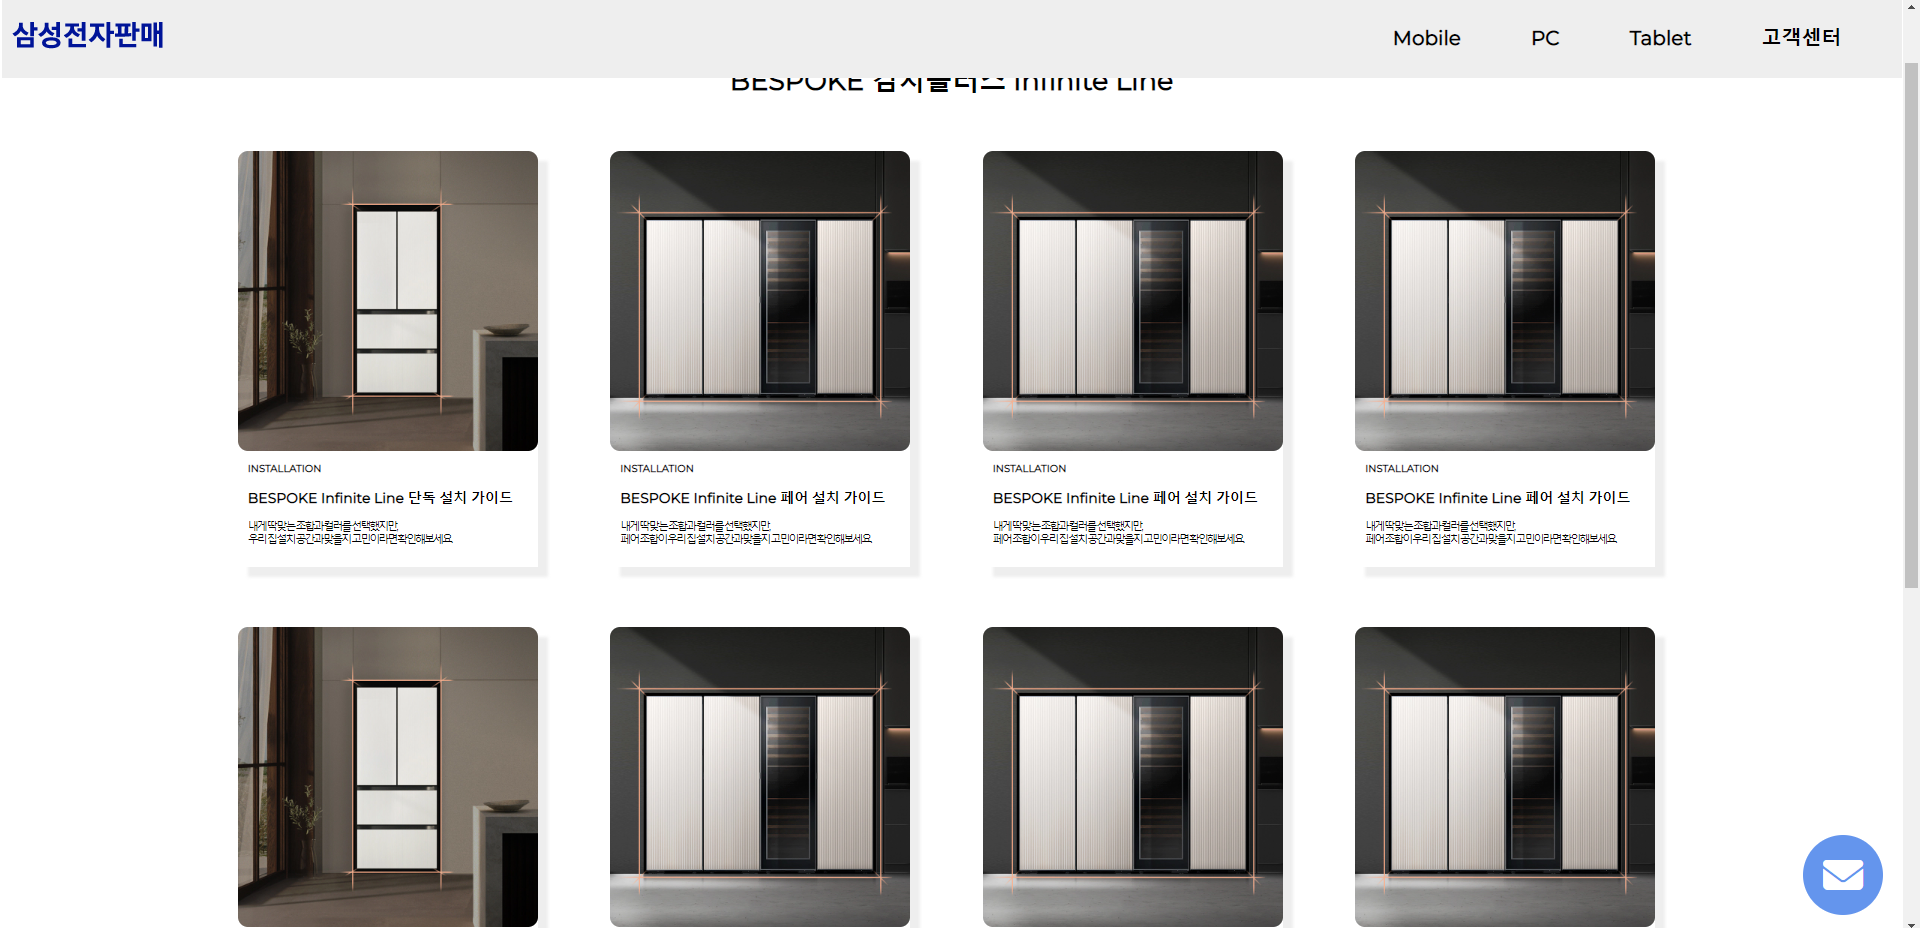 삼성전자판매
Mobile PC Tablet 고객센터
BESPOKE 김치플러스 Infinite Line
INSTALLATION
BESPOKE Infinite Line 단독 설치 가이드
내게 딱 맞는 조합과 컬러를 선택했지만,
우리 집 설치 공간과 맞을지 고민이라면 확인해보세요.
INSTALLATION
BESPOKE Infinite Line 페어 설치 가이드
내게 딱 맞는 조합과 컬러를 선택했지만,
페어 조합이 우리 집 설치 공간과 맞을지 고민이라면 확인해보세요.
INSTALLATION
BESPOKE Infinite Line 페어 설치 가이드
내게 딱 맞는 조합과 컬러를 선택했지만,
페어 조합이 우리 집 설치 공간과 맞을지 고민이라면 확인해보세요.
INSTALLATION
BESPOKE Infinite Line 페어 설치 가이드
내게 딱 맞는 조합과 컬러를 선택했지만,
페어 조합이 우리 집 설치 공간과 맞을지 고민이라면 확인해보세요.